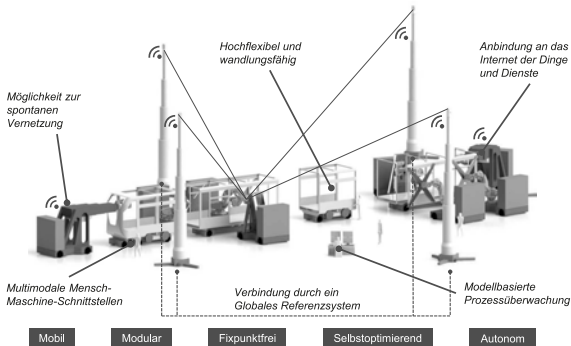 Hochflexibel und
wandlungsfähig
Anbindung an das
Internet der Dinge
und Dienste
Möglichkeit zur
spontanen
Vernetzung
Multimodale Mensch-
Maschine-Schnittstellen
Verbindung durch ein
Globales Referenzsystem
Modellbasierte
Prozessüberwachung
Mobil
Modular
Fixpunktfrei
Selbstoptimierend
Autonom